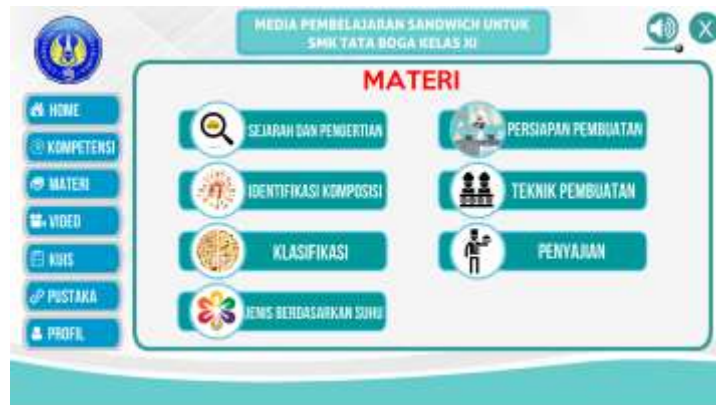 MEDIA PEMBELAJARAN SANDWICH UNTUK
SMK TATA BOGA KELAS XI
X
MATERI
HOME
KOMPETENSI
MATERI
VIDEO
KUIS
PUSTAKA
PROFIL
SEJARAH DAN PENGERTIAN
IDENTIFIKASI KOMPOSISI
KLASIFIKASI
JENIS BERDASARKAN SUHU
PERSIAPAN PEMBUATAN
TEKNIK PEMBUATAN
PENYAJIAN